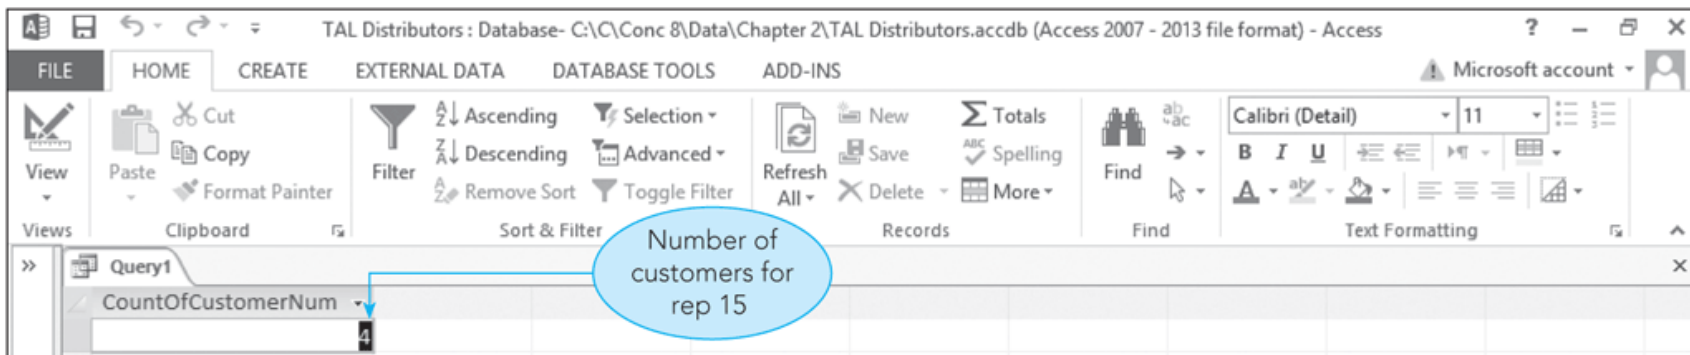 TAL Distributors : Database- C:\C\Conc 8\Data\Chapter 2\TAL Distributors.accdb (Access 2007 - 2013 file format) - Access ?
FILE HOME CREATE EXTERNAL DATA DATABASE TOOLS ADD-INS Microsoft account
Cut Ascending Selection New Totals Calibri (Detail) 11
Copy Descending Advanced Save Spelling B I U
View Paste Format Painter Filter Remove Sort Toggle Filter Refresh All Delete More Find A
Views Clipboard Sort & Filter Records Find Text Formatting
Number of
customers for
rep 15
Query1
CountOfCustomerNum
4